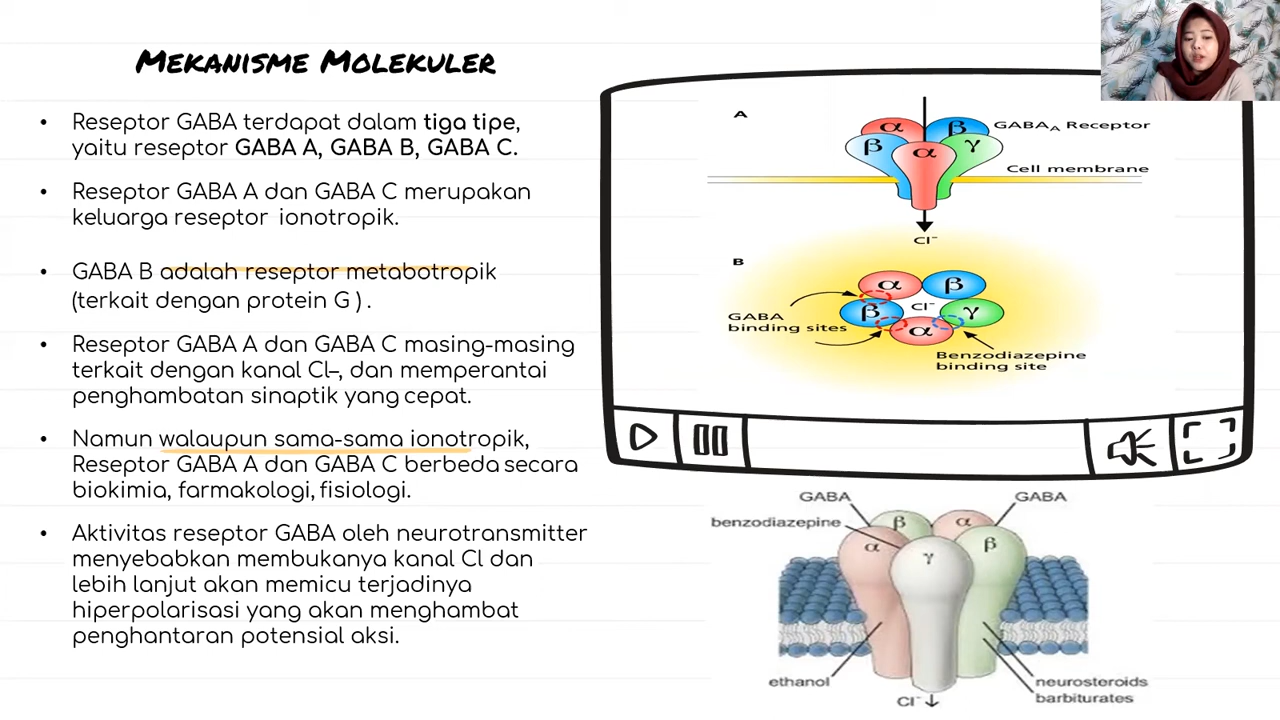 Mekanisme Molekuler
• Reseptor GABA terdapat dalam tiga tipe,
yaitu reseptor GABA A, GABA B, GABA C.
• Reseptor GABA A dan GABA C merupakan
keluarga reseptor ionotropik.
• GABA B adalah reseptor metabotropik
(terkait dengan protein G ) .
• Reseptor GABA A dan GABA C masing-masing
terkait dengan kanal Cl–, dan memperantai
penghambatan sinaptik yang cepat.
• Namun walaupun sama-sama ionotropik,
Reseptor GABA A dan GABA C berbeda secara
biokimia, farmakologi, fisiologi.
• Aktivitas reseptor GABA oleh neurotransmitter
menyebabkan membukanya kanal Cl dan
lebih lanjut akan memicu terjadinya
hiperpolarisasi yang akan menghambat
penghantaran potensial aksi.
A
α β GABAA Receptor
β α γ
Cell membrane
Cl⁻
B
α β
GABA
binding sites
β Cl⁻ γ
α
Benzodiazepine
binding site
GABA GABA
benzodiazepine
β α
α γ β
ethanol
neurosteroids
barbiturates
Cl⁻ ↓